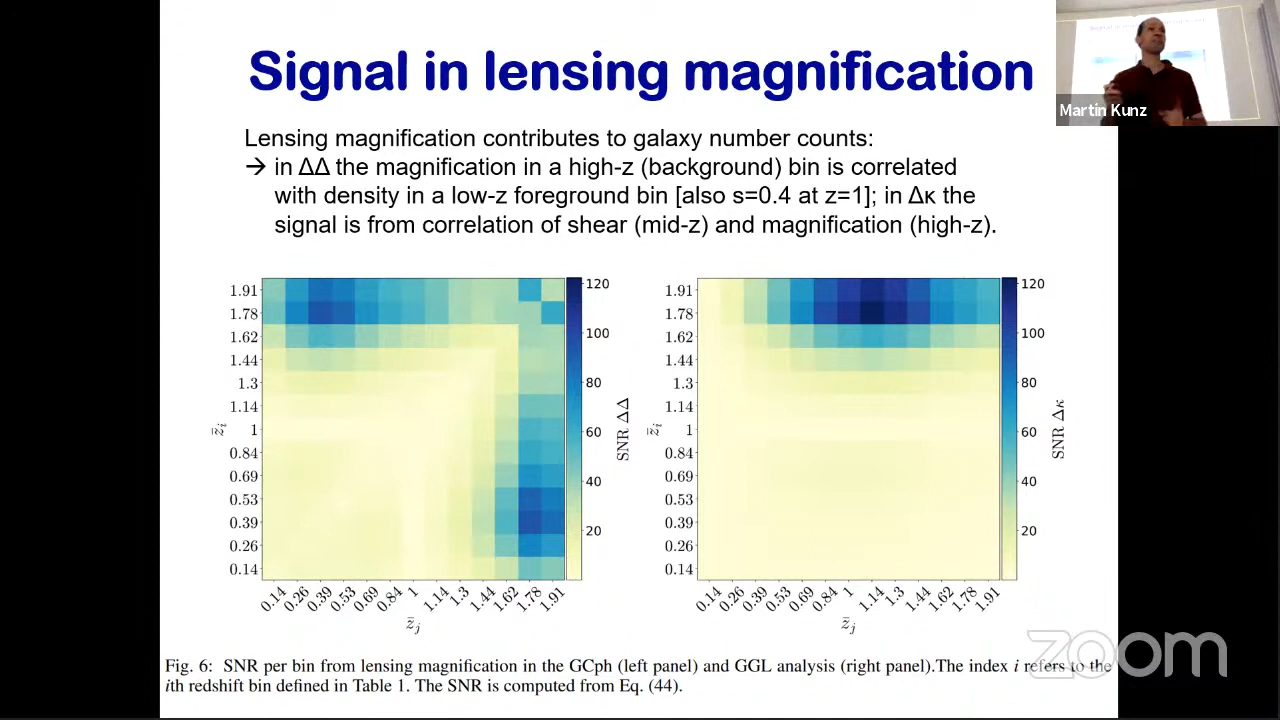 Signal in lensing magnification
Martin Kunz
Lensing magnification contributes to galaxy number counts:
→ in ΔΔ the magnification in a high-z (background) bin is correlated
with density in a low-z foreground bin [also s=0.4 at z=1]; in Δκ the
signal is from correlation of shear (mid-z) and magnification (high-z).
1.91
1.78
1.62
1.44
1.3
1.14
1
0.84
0.69
0.53
0.39
0.26
0.14
z̄ᵢ
0.14 0.26 0.39 0.53 0.69 0.84 1 1.14 1.3 1.44 1.62 1.78 1.91
z̄ⱼ
120
100
80
60
40
20
SNR ΔΔ
1.91
1.78
1.62
1.44
1.3
1.14
1
0.84
0.69
0.53
0.39
0.26
0.14
z̄ᵢ
0.14 0.26 0.39 0.53 0.69 0.84 1 1.14 1.3 1.44 1.62 1.78 1.91
z̄ⱼ
120
100
80
60
40
20
SNR Δκ
zoom
Fig. 6: SNR per bin from lensing magnification in the GCph (left panel) and GGL analysis (right panel).The index i refers to the
ith redshift bin defined in Table 1. The SNR is computed from Eq. (44).